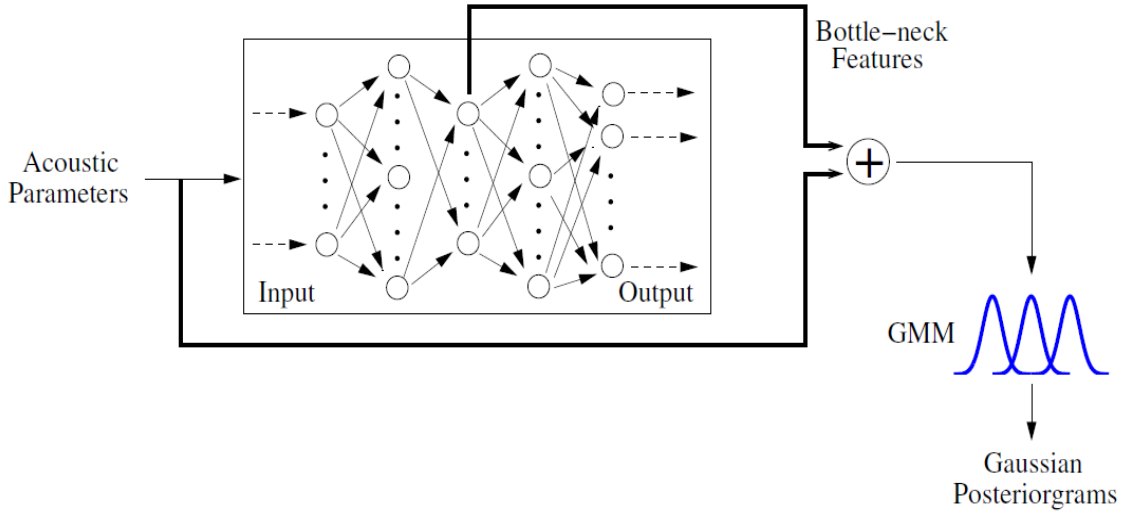 Bottle-neck
Features
Acoustic
Parameters
+
Input
Output
GMM
Gaussian
Posteriorgrams